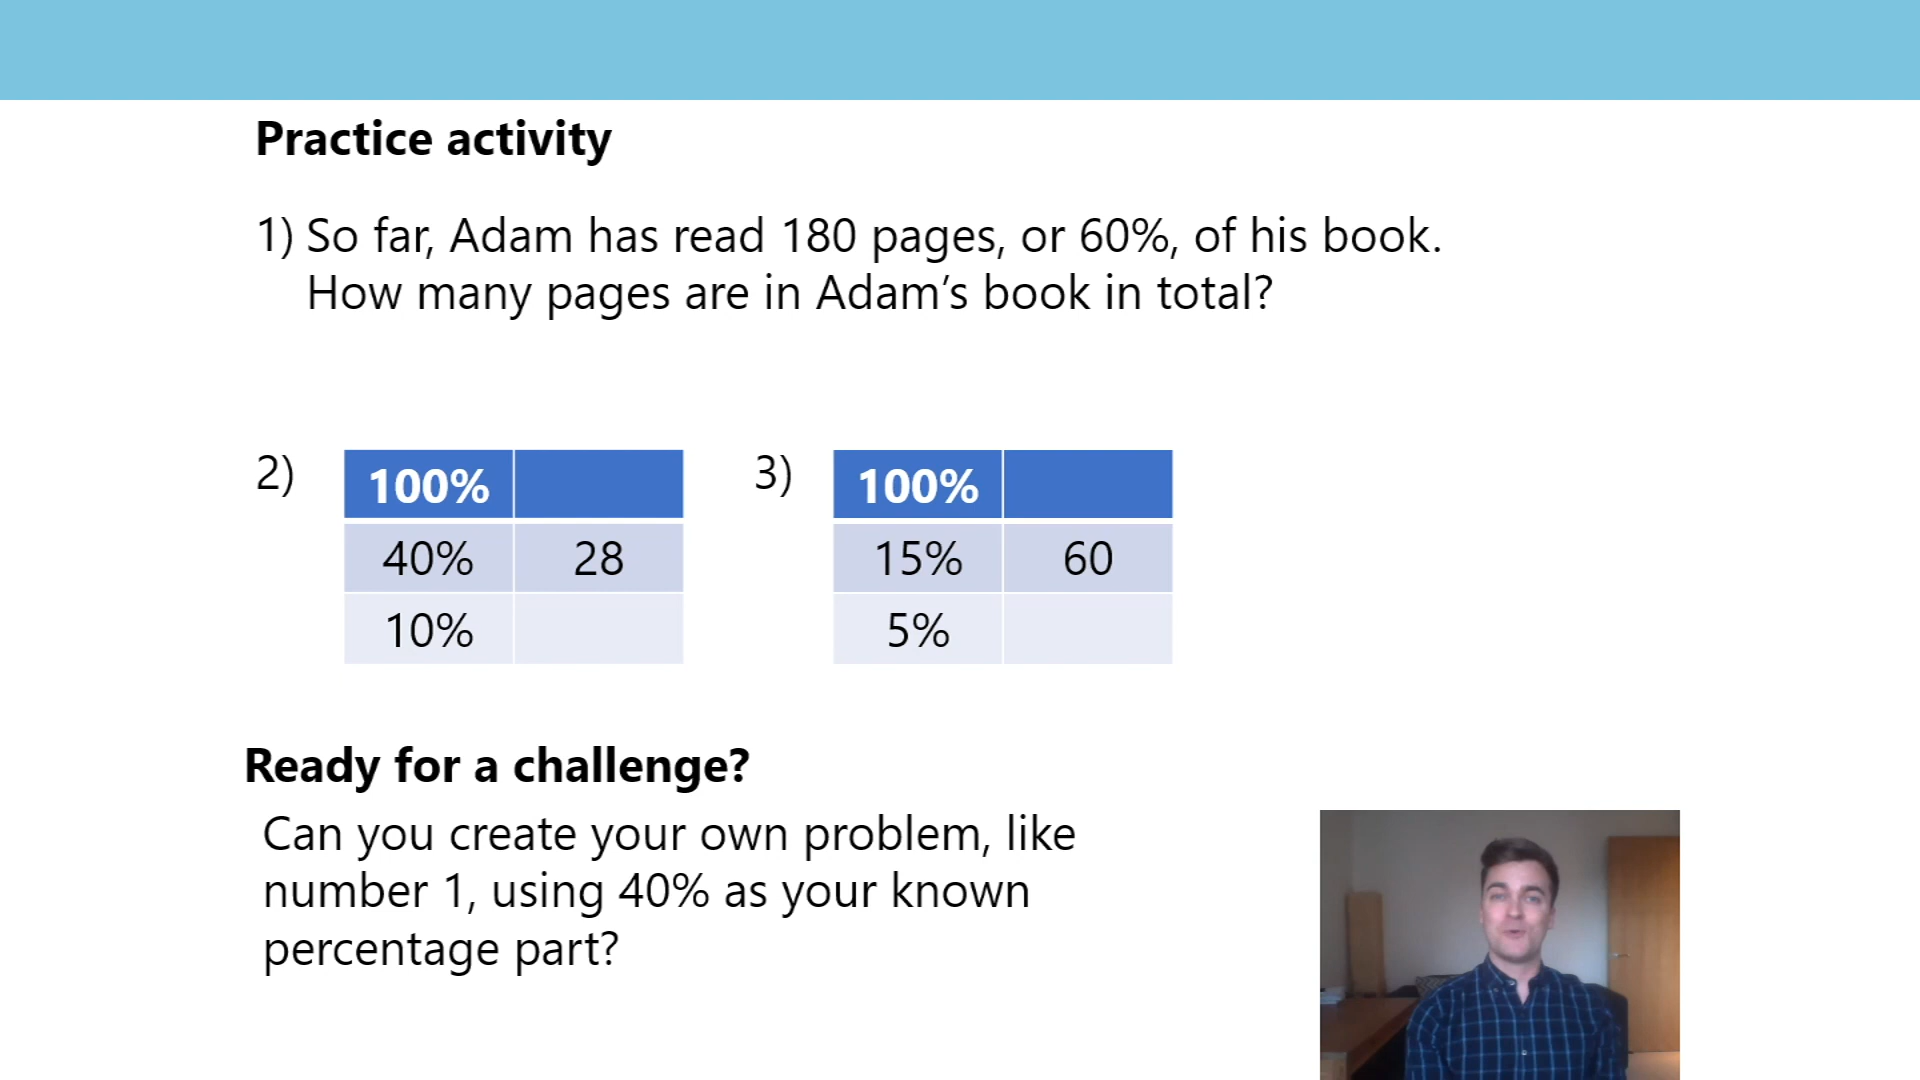 Practice activity
1) So far, Adam has read 180 pages, or 60%, of his book.
How many pages are in Adam’s book in total?
2)
100%
40% 28
10%
3)
100%
15% 60
5%
Ready for a challenge?
Can you create your own problem, like
number 1, using 40% as your known
percentage part?